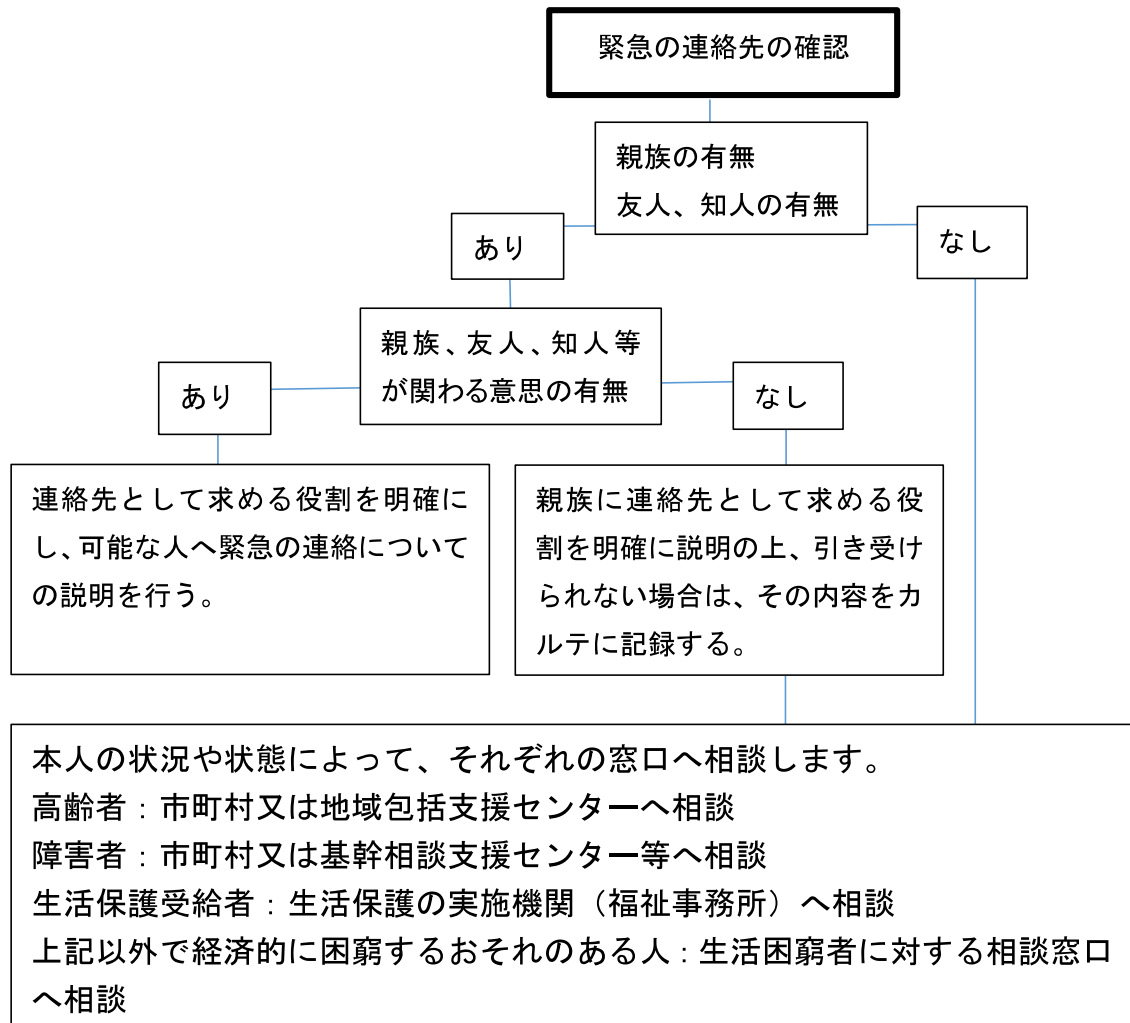 緊急の連絡先の確認
親族の有無
友人、知人の有無
あり
なし
親族、友人、知人等
が関わる意思の有無
あり
なし
連絡先として求める役割を明確に
し、可能な人へ緊急の連絡について
の説明を行う。
親族に連絡先として求める役
割を明確に説明の上、引き受け
られない場合は、その内容をカ
ルテに記録する。
本人の状況や状態によって、それぞれの窓口へ相談します。
高齢者：市町村又は地域包括支援センターへ相談
障害者：市町村又は基幹相談支援センター等へ相談
生活保護受給者：生活保護の実施機関（福祉事務所）へ相談
上記以外で経済的に困窮するおそれのある人：生活困窮者に対する相談窓口
へ相談